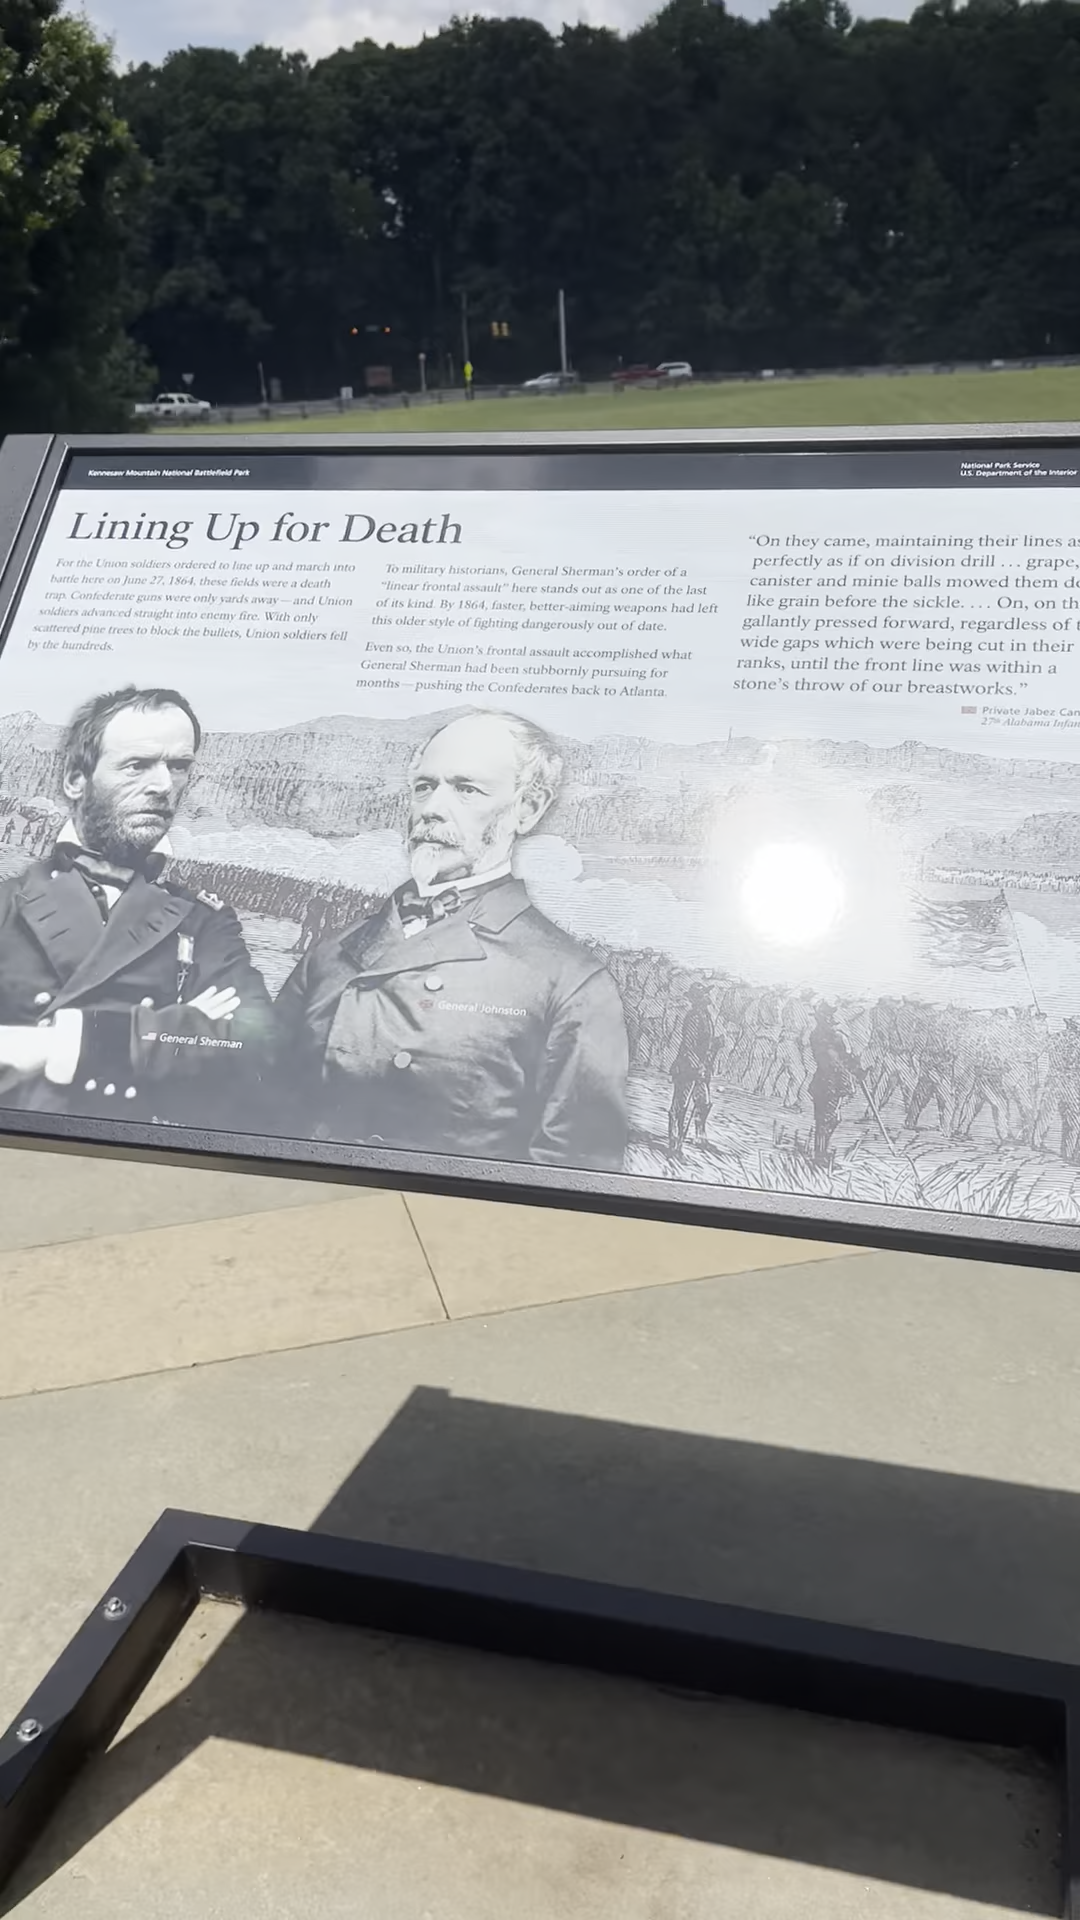 Kennesaw Mountain National Battlefield Park
National Park Service
U.S. Department of the Interior
Lining Up for Death
For the Union soldiers ordered to line up and march into
battle here on June 27, 1864, these fields were a death
trap. Confederate guns were only yards away — and Union
soldiers advanced straight into enemy fire. With only
scattered pine trees to block the bullets, Union soldiers fell
by the hundreds.
To military historians, General Sherman's order of a
“linear frontal assault” here stands out as one of the last
of its kind. By 1864, faster, better-aiming weapons had left
this older style of fighting dangerously out of date.
Even so, the Union's frontal assault accomplished what
General Sherman had been stubbornly pursuing for
months — pushing the Confederates back to Atlanta.
“On they came, maintaining their lines as
perfectly as if on division drill ... grape,
canister and minie balls mowed them
like grain before the sickle. ... On, on
gallantly pressed forward, regardless of
wide gaps which were being cut in their
ranks, until the front line was within a
stone's throw of our breastworks.”
Private Jabez
27th Alabama
General Sherman
General Johnston